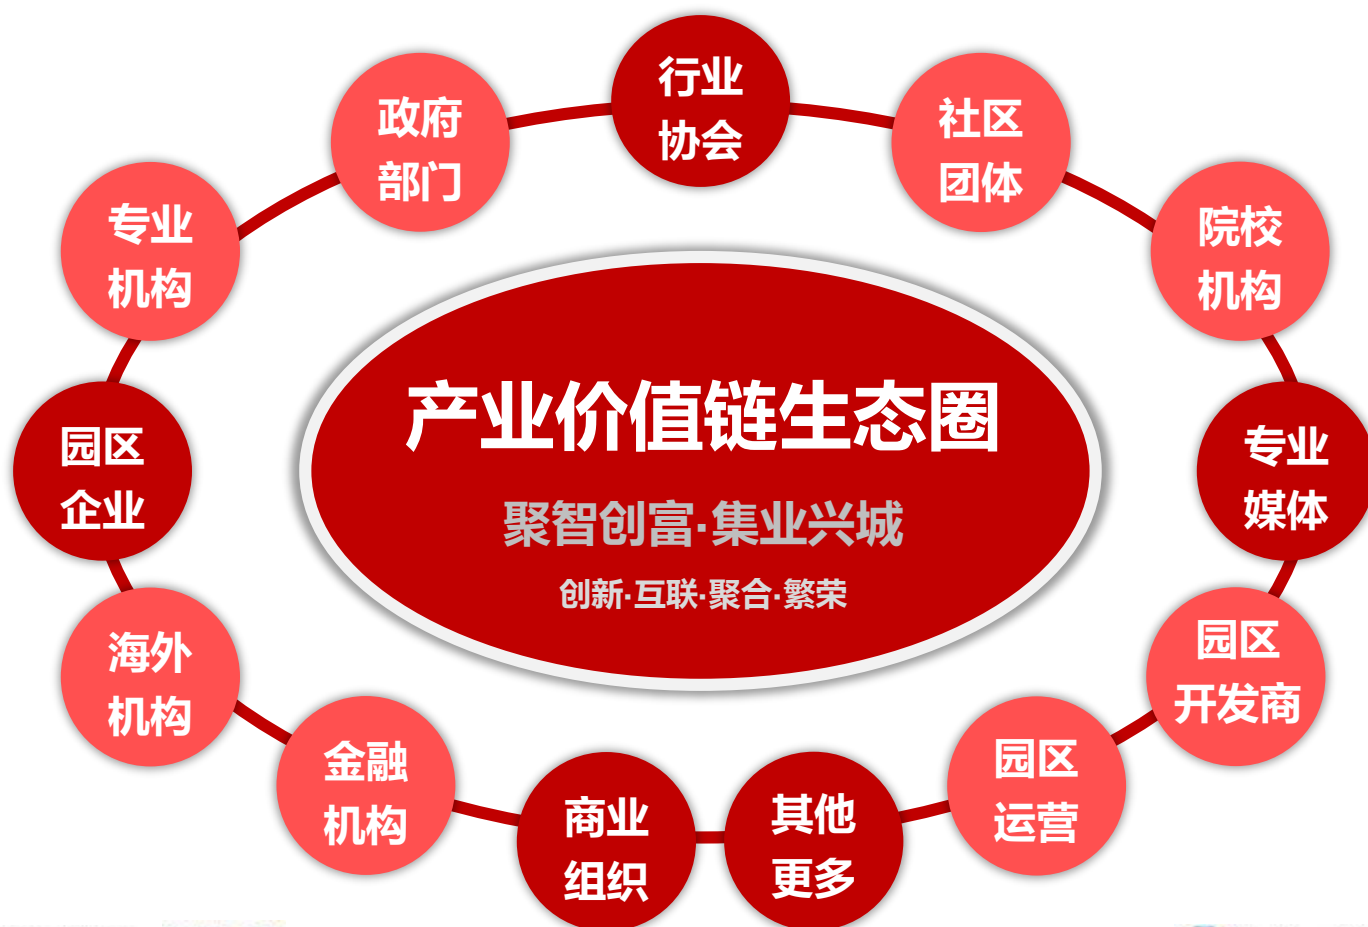 行业
协会
政府
部门
社区
团体
专业
机构
院校
机构
产业价值链生态圈
聚智创富·集业兴城
创新·互联·聚合·繁荣
园区
企业
专业
媒体
海外
机构
园区
开发商
金融
机构
园区
运营
商业
组织
其他
更多